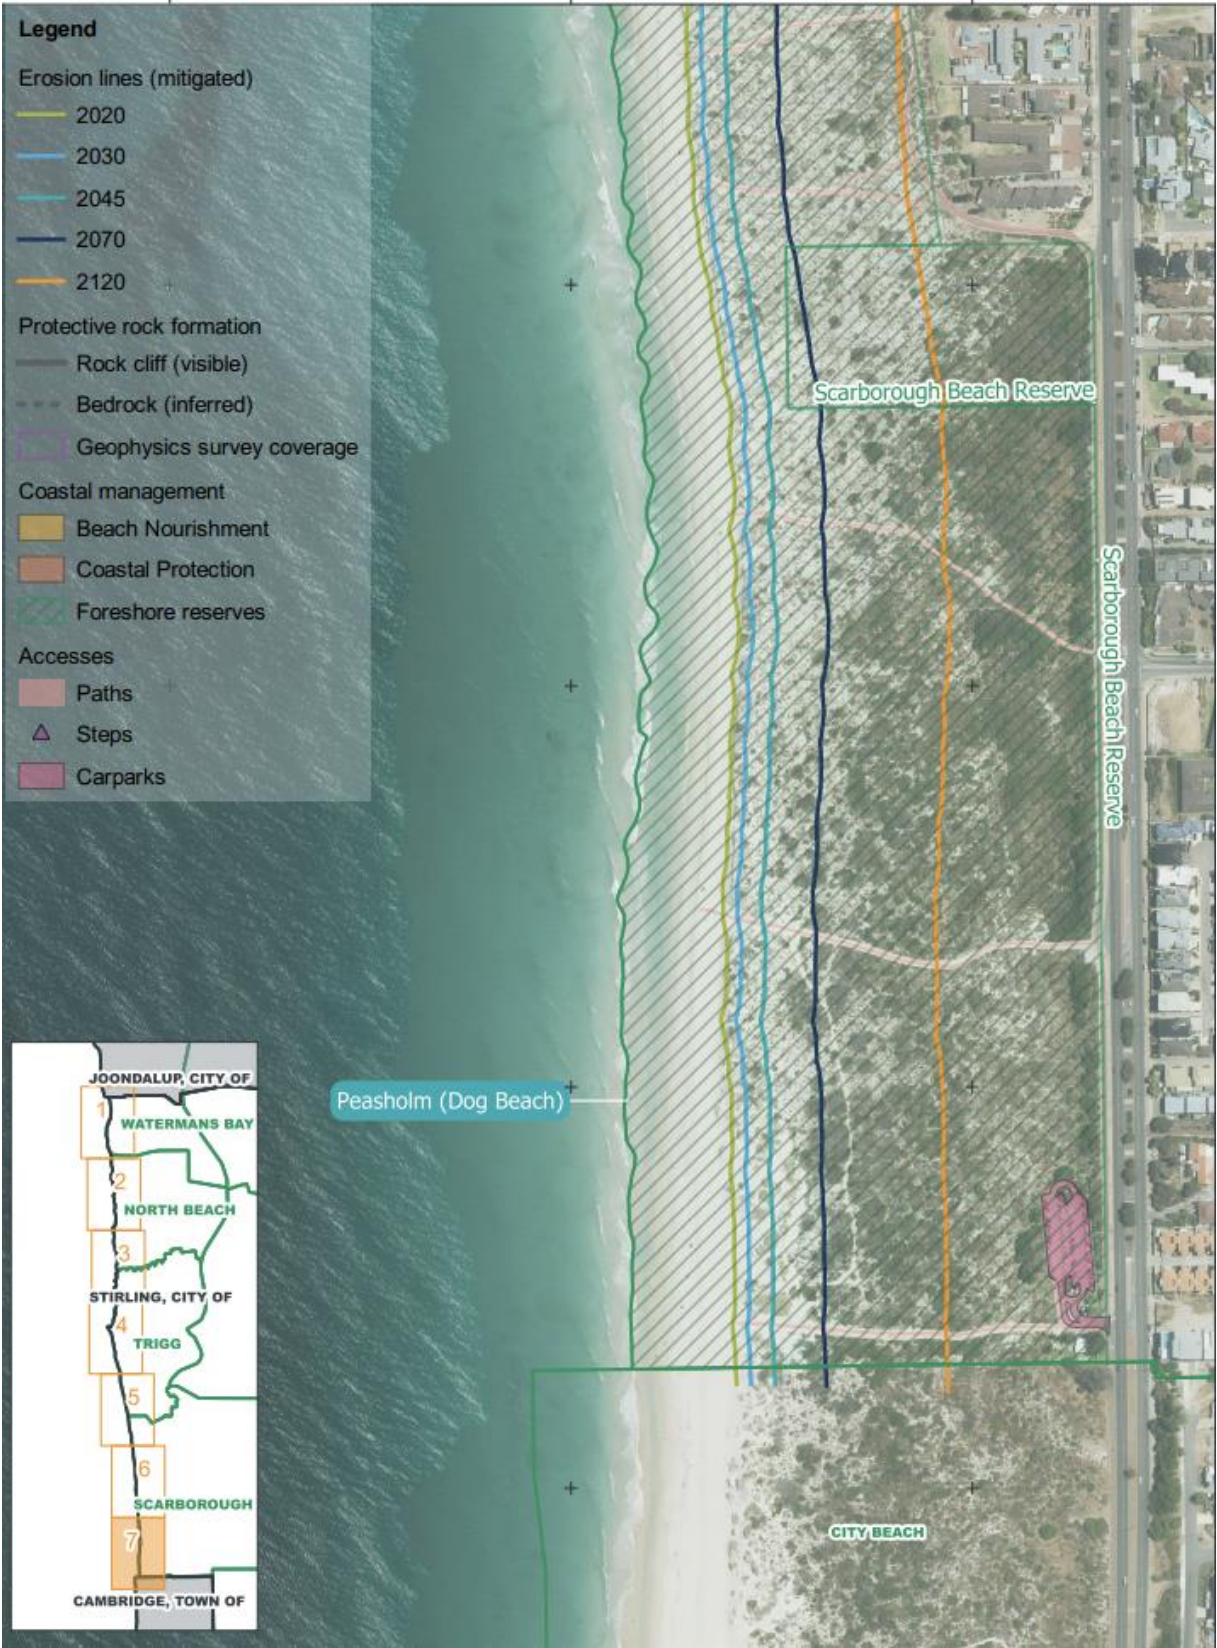 Legend
Erosion lines (mitigated)
2020
2030
2045
2070
2120
Protective rock formation
Rock cliff (visible)
Bedrock (inferred)
Geophysics survey coverage
Coastal management
Beach Nourishment
Coastal Protection
Foreshore reserves
Accesses
Paths
Steps
Carparks
Scarborough Beach Reserve
Scarborough Beach Reserve
Peasholm (Dog Beach)
CITY BEACH
JOONDALUP, CITY OF
1
WATERMANS BAY
2
NORTH BEACH
3
STIRLING, CITY OF
4
TRIGG
5
6
SCARBOROUGH
7
CAMBRIDGE, TOWN OF